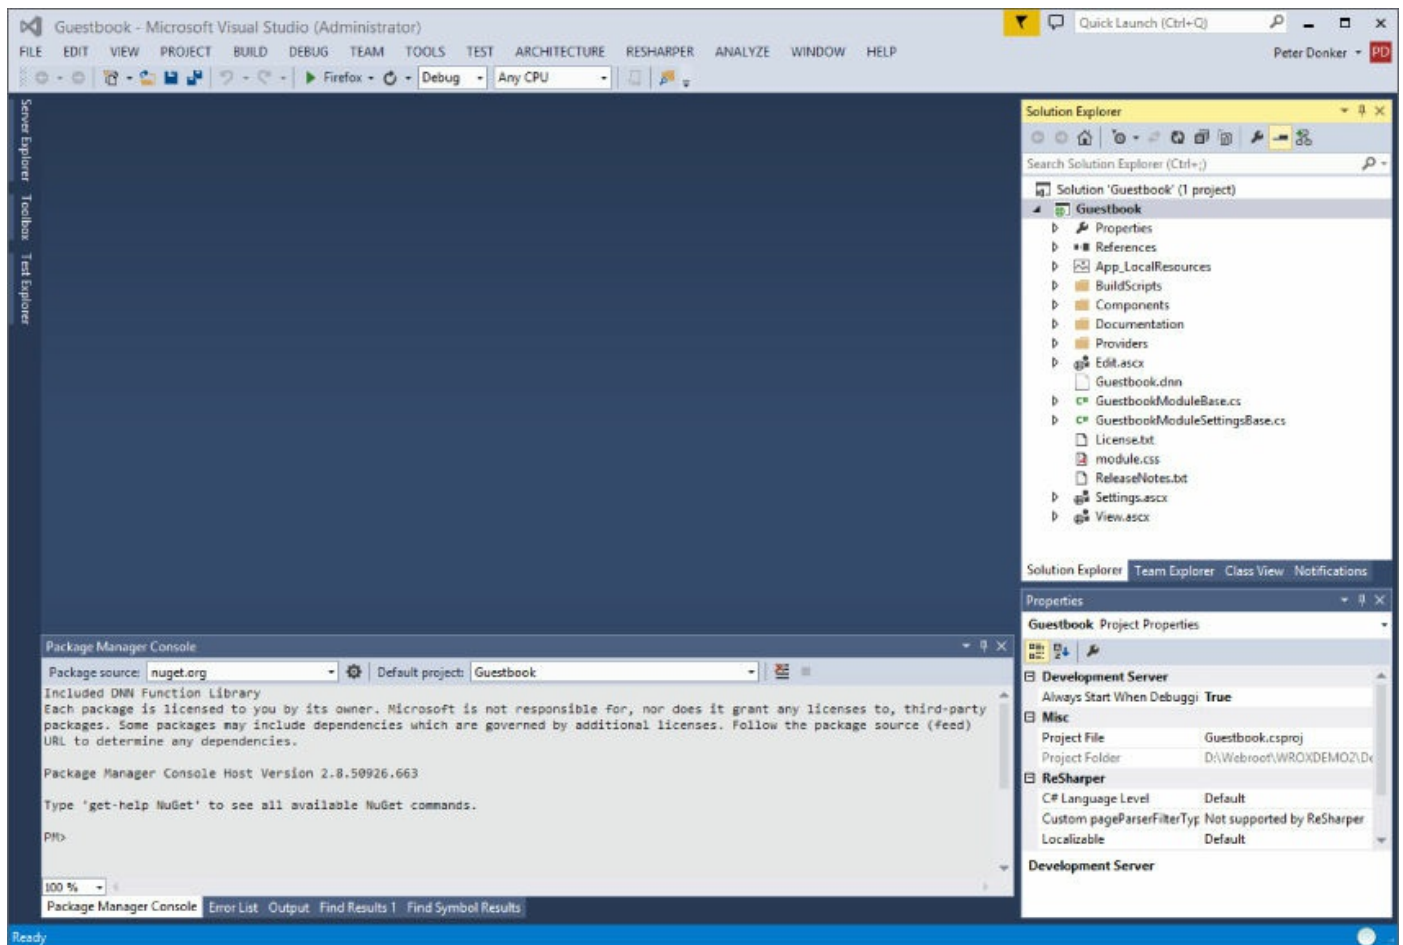 Guestbook - Microsoft Visual Studio (Administrator)
Quick Launch (Ctrl+Q)
FILE EDIT VIEW PROJECT BUILD DEBUG TEAM TOOLS TEST ARCHITECTURE RESHARPER ANALYZE WINDOW HELP
Peter Donker PD
Firefox Debug Any CPU
Server Explorer
Toolbox
Test Explorer
Solution Explorer
Search Solution Explorer (Ctrl+;)
Solution 'Guestbook' (1 project)
Guestbook
Properties
References
App_LocalResources
BuildScripts
Components
Documentation
Providers
Edit.ascx
Guestbook.dnn
C# GuestbookModuleBase.cs
C# GuestbookModuleSettingsBase.cs
License.txt
module.css
ReleaseNotes.txt
Settings.ascx
View.ascx
Solution Explorer Team Explorer Class View Notifications
Properties
Guestbook Project Properties
Development Server
Always Start When Debuggi True
Misc
Project File Guestbook.csproj
Project Folder D:\Webroot\WROXDEMO2\De
ReSharper
C# Language Level Default
Custom pageParserFilterTyp Not supported by ReSharper
Localizable Default
Development Server
Package Manager Console
Package source: nuget.org Default project: Guestbook
Included DNN Function Library
Each package is licensed to you by its owner. Microsoft is not responsible for, nor does it grant any licenses to, third-party
packages. Some packages may include dependencies which are governed by additional licenses. Follow the package source (feed)
URL to determine any dependencies.
Package Manager Console Host Version 2.8.50926.663
Type 'get-help NuGet' to see all available NuGet commands.
PM>
100 %
Package Manager Console Error List Output Find Results 1 Find Symbol Results
Ready